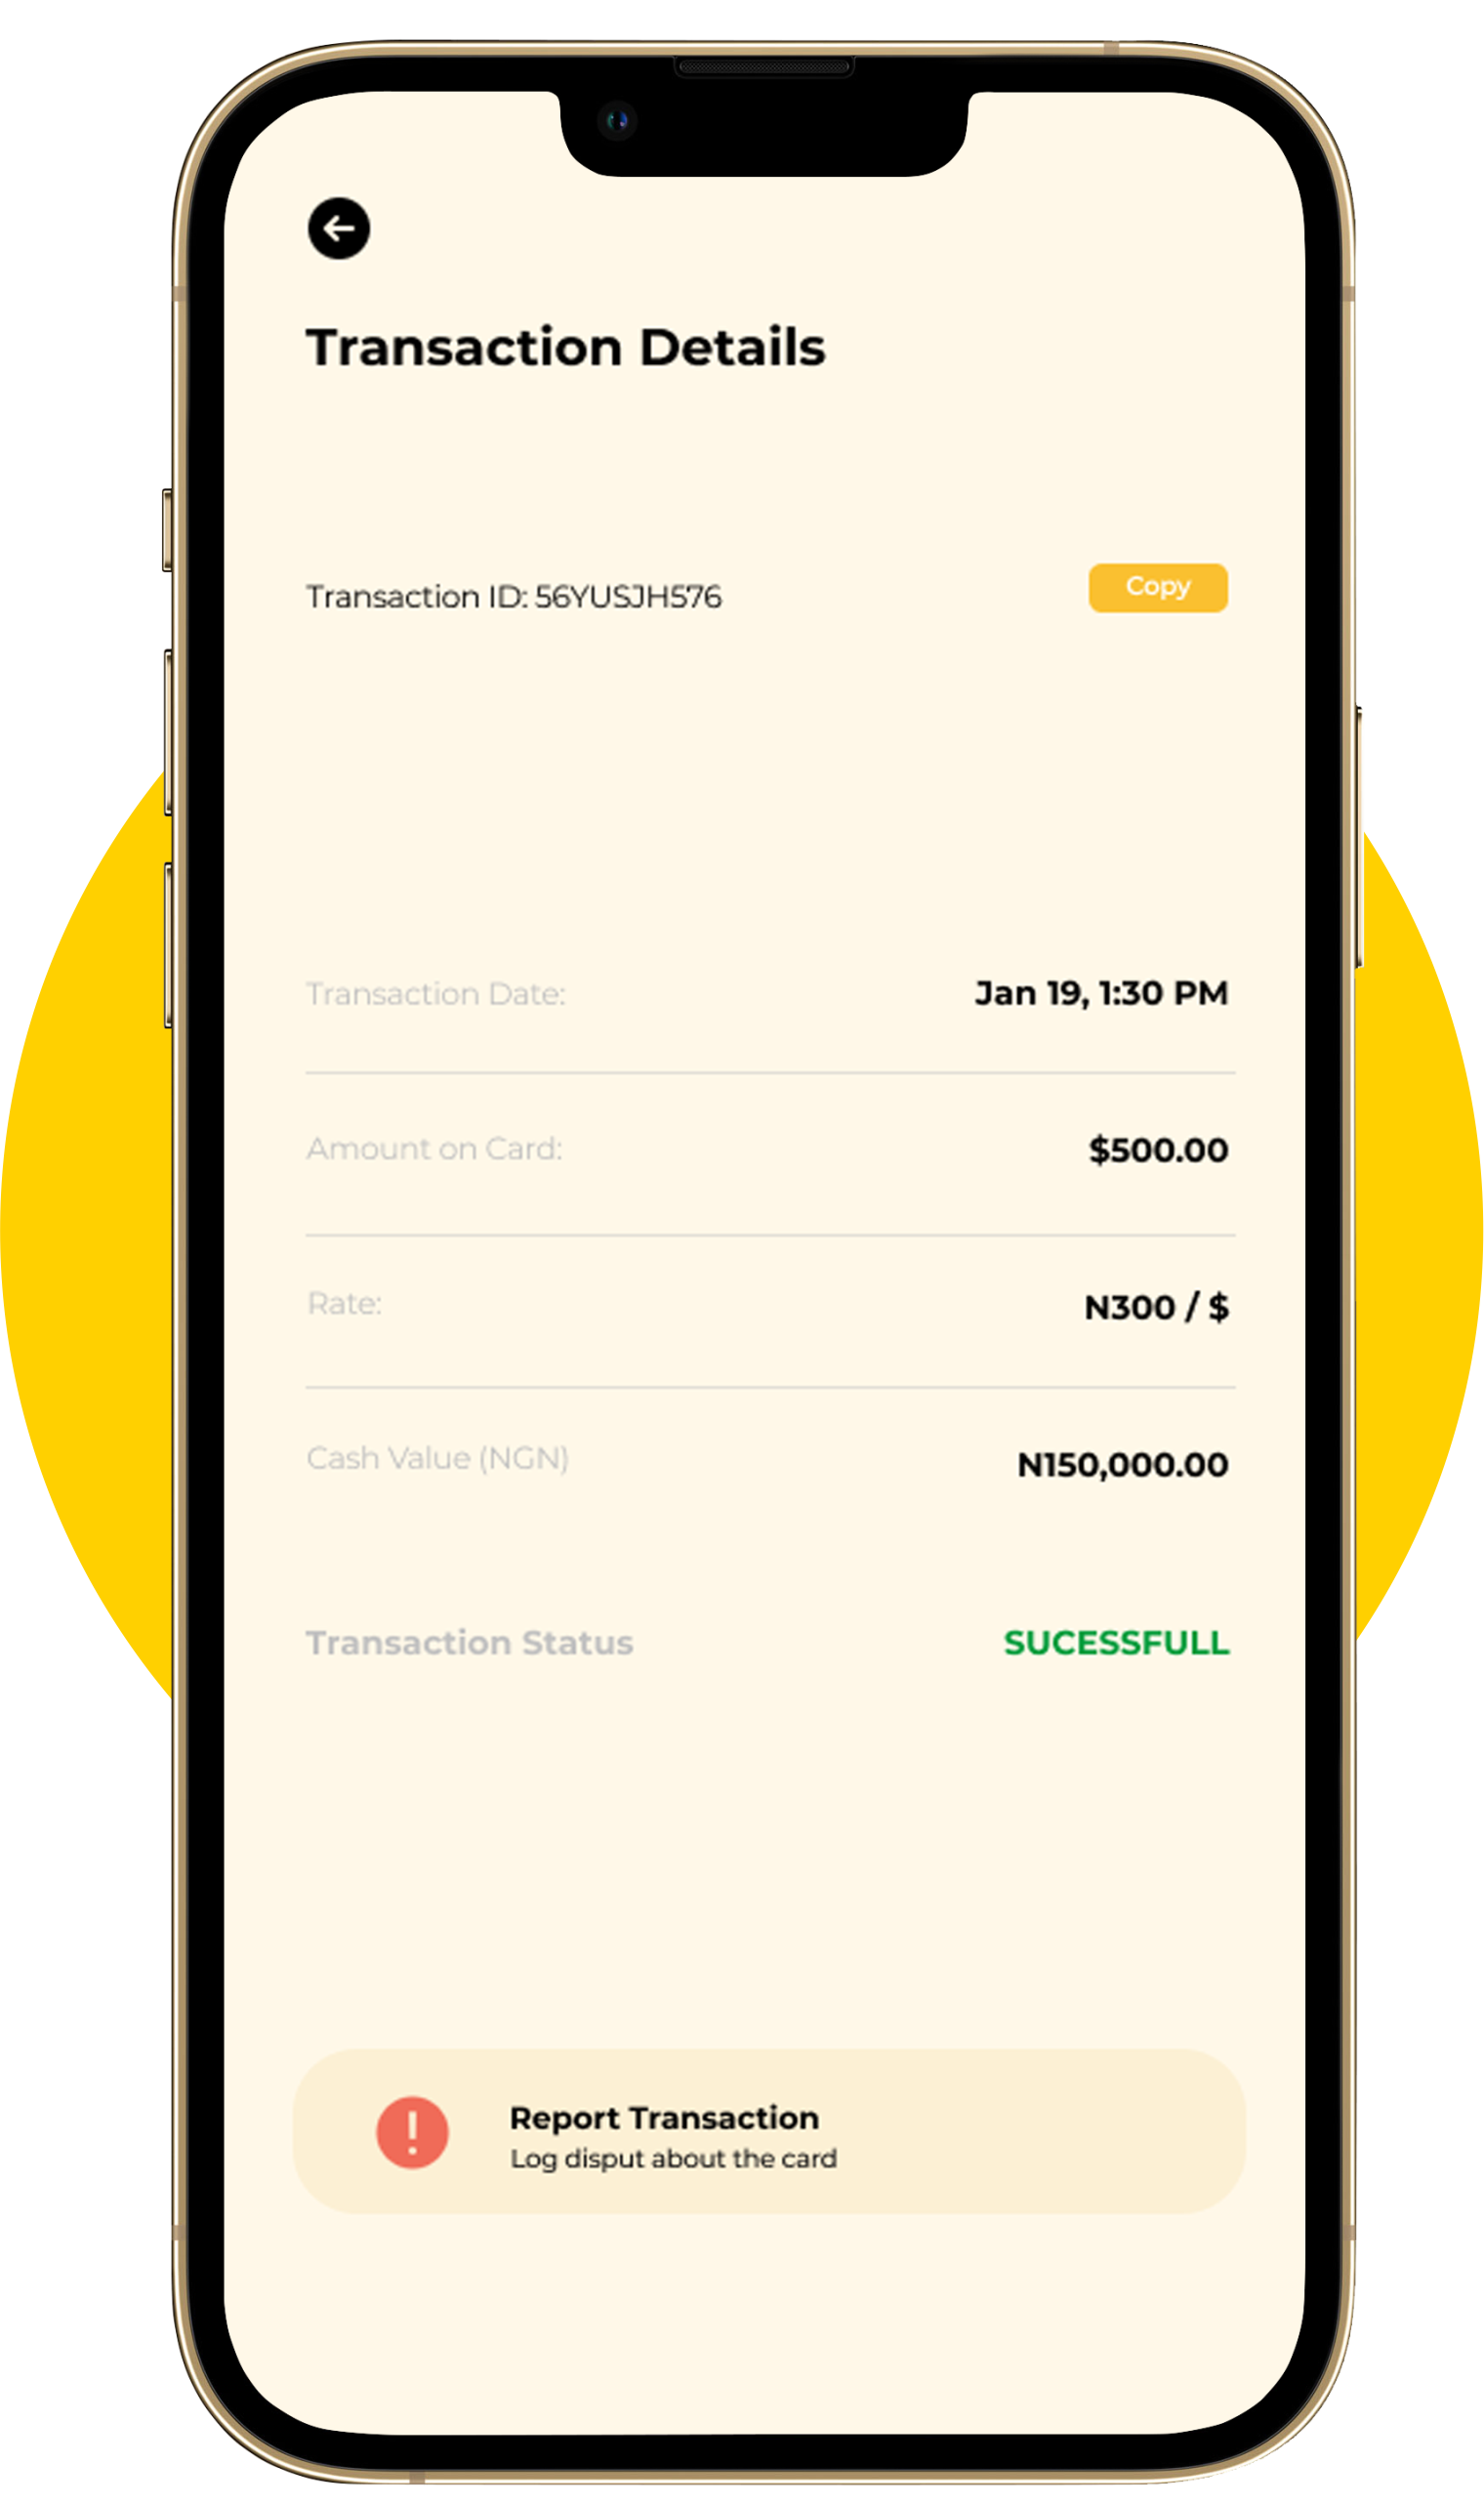 Transaction Details
Transaction ID: 56YUSJH576
Copy
Transaction Date:
Jan 19, 1:30 PM
Amount on Card:
$500.00
Rate:
N300 / $
Cash Value (NGN)
N150,000.00
Transaction Status
SUCESSFULL
Report Transaction
Log disput about the card